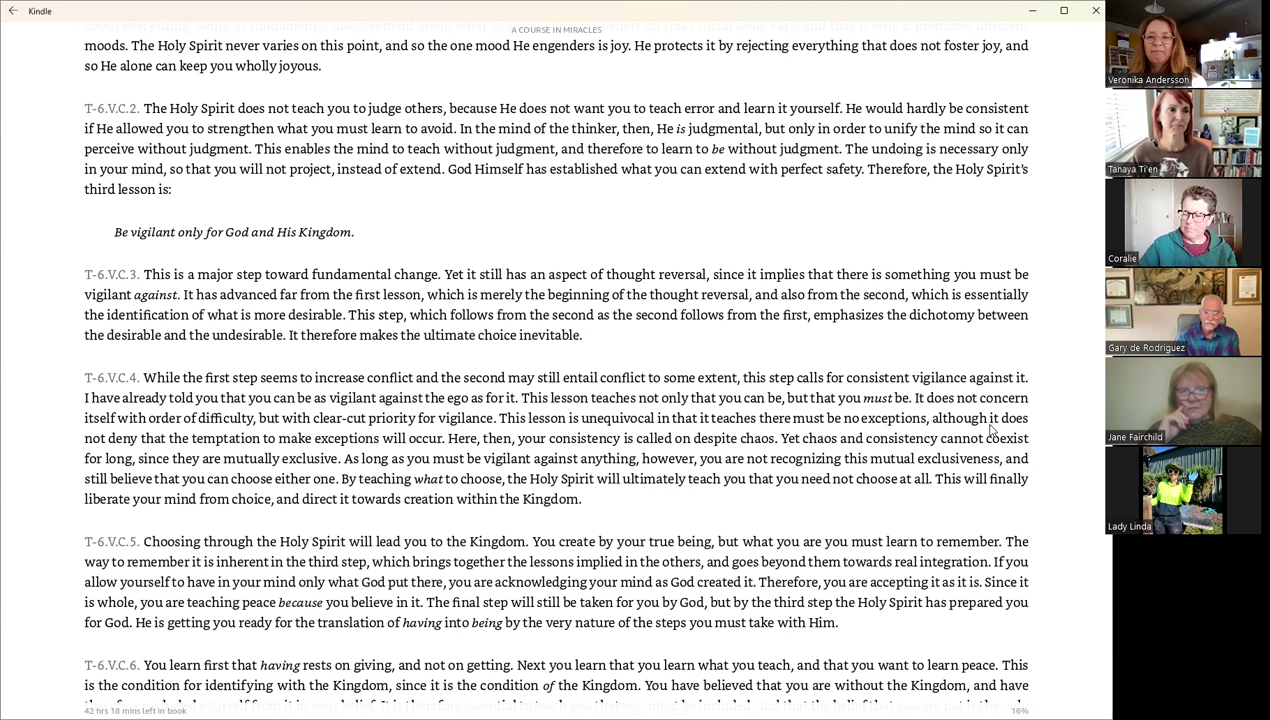 Kindle
A COURSE IN MIRACLES
moods. The Holy Spirit never varies on this point, and so the one mood He engenders is joy. He protects it by rejecting everything that does not foster joy, and
so He alone can keep you wholly joyous.
T-6.V.C.2. The Holy Spirit does not teach you to judge others, because He does not want you to teach error and learn it yourself. He would hardly be consistent
if He allowed you to strengthen what you must learn to avoid. In the mind of the thinker, then, He is judgmental, but only in order to unify the mind so it can
perceive without judgment. This enables the mind to teach without judgment, and therefore to learn to be without judgment. The undoing is necessary only
in your mind, so that you will not project, instead of extend. God Himself has established what you can extend with perfect safety. Therefore, the Holy Spirit's
third lesson is:
Be vigilant only for God and His Kingdom.
T-6.V.C.3. This is a major step toward fundamental change. Yet it still has an aspect of thought reversal, since it implies that there is something you must be
vigilant against. It has advanced far from the first lesson, which is merely the beginning of the thought reversal, and also from the second, which is essentially
the identification of what is more desirable. This step, which follows from the second as the second follows from the first, emphasizes the dichotomy between
the desirable and the undesirable. It therefore makes the ultimate choice inevitable.
T-6.V.C.4. While the first step seems to increase conflict and the second may still entail conflict to some extent, this step calls for consistent vigilance against it.
I have already told you that you can be as vigilant against the ego as for it. This lesson teaches not only that you can be, but that you must be. It does not concern
itself with order of difficulty, but with clear-cut priority for vigilance. This lesson is unequivocal in that it teaches there must be no exceptions, although it does
not deny that the temptation to make exceptions will occur. Here, then, your consistency is called on despite chaos. Yet chaos and consistency cannot coexist
for long, since they are mutually exclusive. As long as you must be vigilant against anything, however, you are not recognizing this mutual exclusiveness, and
still believe that you can choose either one. By teaching what to choose, the Holy Spirit will ultimately teach you that you need not choose at all. This will finally
liberate your mind from choice, and direct it towards creation within the Kingdom.
T-6.V.C.5. Choosing through the Holy Spirit will lead you to the Kingdom. You create by your true being, but what you are you must learn to remember. The
way to remember it is inherent in the third step, which brings together the lessons implied in the others, and goes beyond them towards real integration. If you
allow yourself to have in your mind only what God put there, you are acknowledging your mind as God created it. Therefore, you are accepting it as it is. Since it
is whole, you are teaching peace because you believe in it. The final step will still be taken for you by God, but by the third step the Holy Spirit has prepared you
for God. He is getting you ready for the translation of having into being by the very nature of the steps you must take with Him.
T-6.V.C.6. You learn first that having rests on giving, and not on getting. Next you learn that you learn what you teach, and that you want to learn peace. This
is the condition for identifying with the Kingdom, since it is the condition of the Kingdom. You have believed that you are without the Kingdom, and have
42 hrs 18 mins left in book
16%
Veronika Andersson
Tanaya Ti'en
Coralie
Gary de Rodriguez
Jane Fairchild
Lady Linda